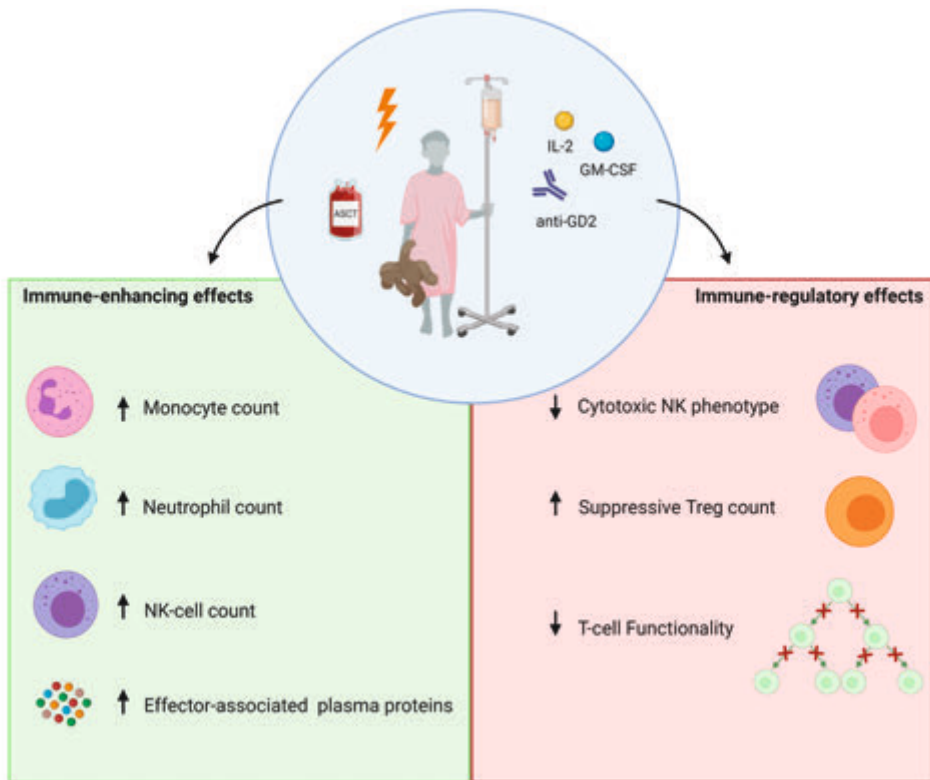 IL-2
GM-CSF
ASCT
anti-GD2
Immune-enhancing effects
Monocyte count
Neutrophil count
NK-cell count
Effector-associated plasma proteins
Immune-regulatory effects
Cytotoxic NK phenotype
Suppressive Treg count
T-cell Functionality